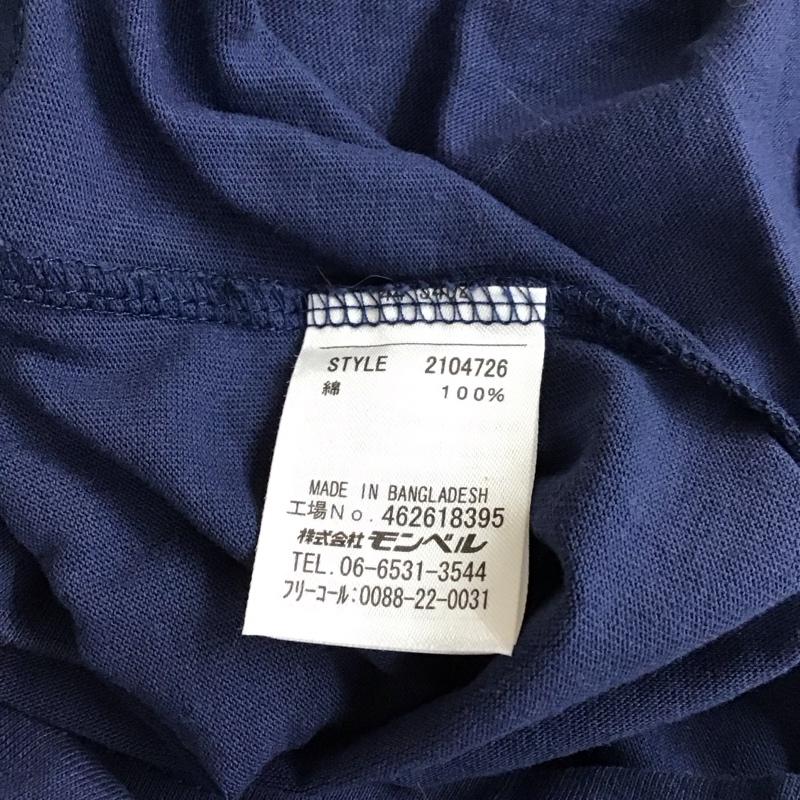 STYLE 2104726
綿 100%
MADE IN BANGLADESH
工場No. 462618395
株式会社 モンベル
TEL. 06-6531-3544
フリーコール:0088-22-0031